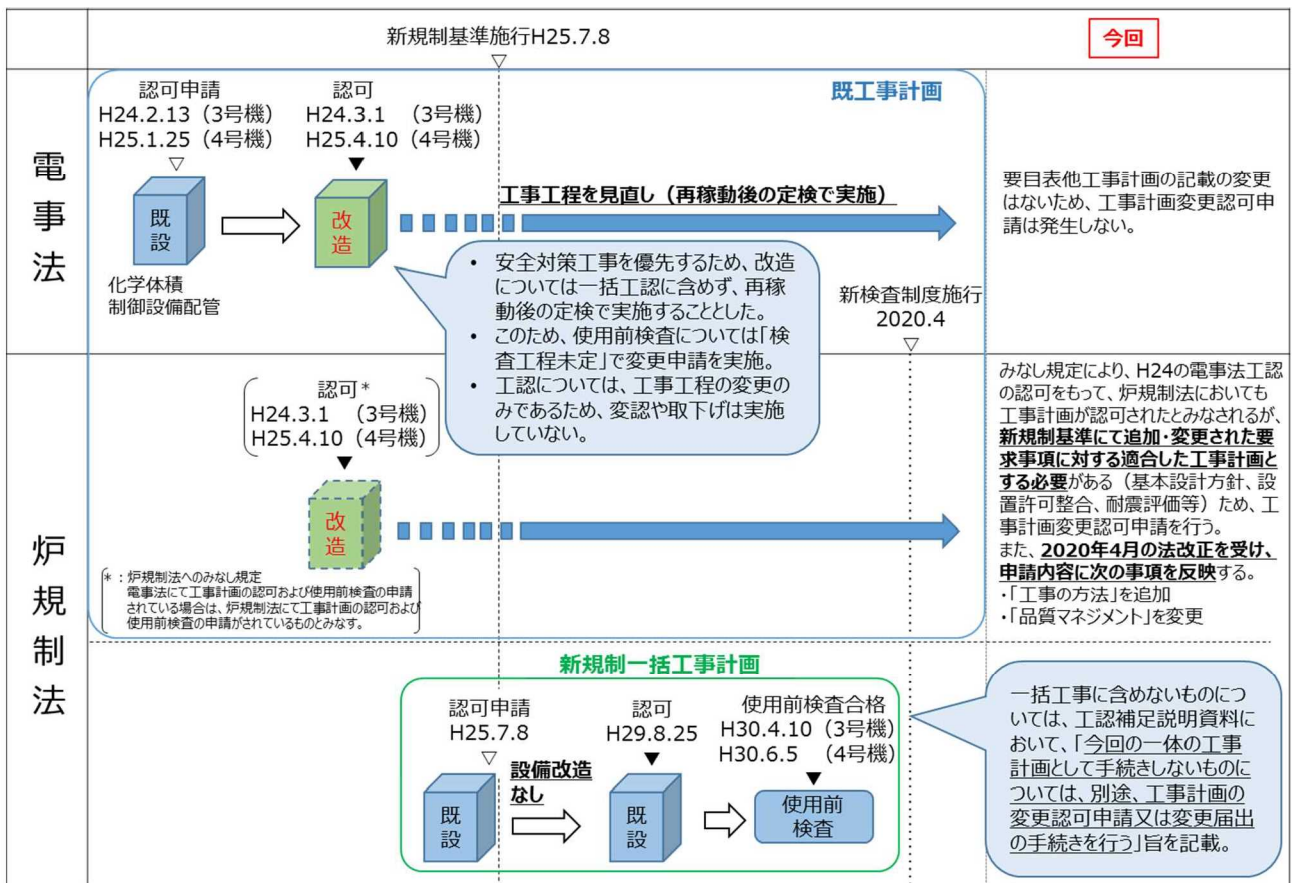 新規制基準施行H25.7.8
今回
電事法
既工事計画
認可申請
H24.2.13（3号機）
H25.1.25（4号機）
認可
H24.3.1　（3号機）
H25.4.10（4号機）
既設
改造
化学体積
制御設備配管
工事工程を見直し（再稼動後の定検で実施）
• 安全対策工事を優先するため、改造
については一括工認に含めず、再稼
動後の定検で実施することとした。
• このため、使用前検査については「検
査工程未定」で変更申請を実施。
• 工認については、工事工程の変更の
みであるため、変認や取下げは実施
していない。
新検査制度施行
2020.4
要目表他工事計画の記載の変更
はないため、工事計画変更認可申
請は発生しない。
炉規制法
認可*
H24.3.1　（3号機）
H25.4.10（4号機）
改造
*：炉規制法へのみなし規定
電事法にて工事計画の認可および使用前検査の申請
されている場合は、炉規制法にて工事計画の認可および
使用前検査の申請がされているものとみなす。
みなし規定により、H24の電事法工認
の認可をもって、炉規制法においても
工事計画が認可されたとみなされるが、
新規制基準にて追加・変更された要
求事項に対する適合した工事計画と
する必要がある（基本設計方針、設
置許可整合、耐震評価等）ため、工
事計画変更認可申請を行う。
また、2020年4月の法改正を受け、
申請内容に次の事項を反映する。
・「工事の方法」を追加
・「品質マネジメント」を変更
新規制一括工事計画
認可申請
H25.7.8
設備改造
なし
認可
H29.8.25
使用前検査合格
H30.4.10（3号機）
H30.6.5　（4号機）
既設
既設
使用前
検査
一括工事に含めないものにつ
いては、工認補足説明資料に
おいて、「今回の一体の工事
計画として手続きしないものに
ついては、別途、工事計画の
変更認可申請又は変更届出
の手続きを行う」旨を記載。